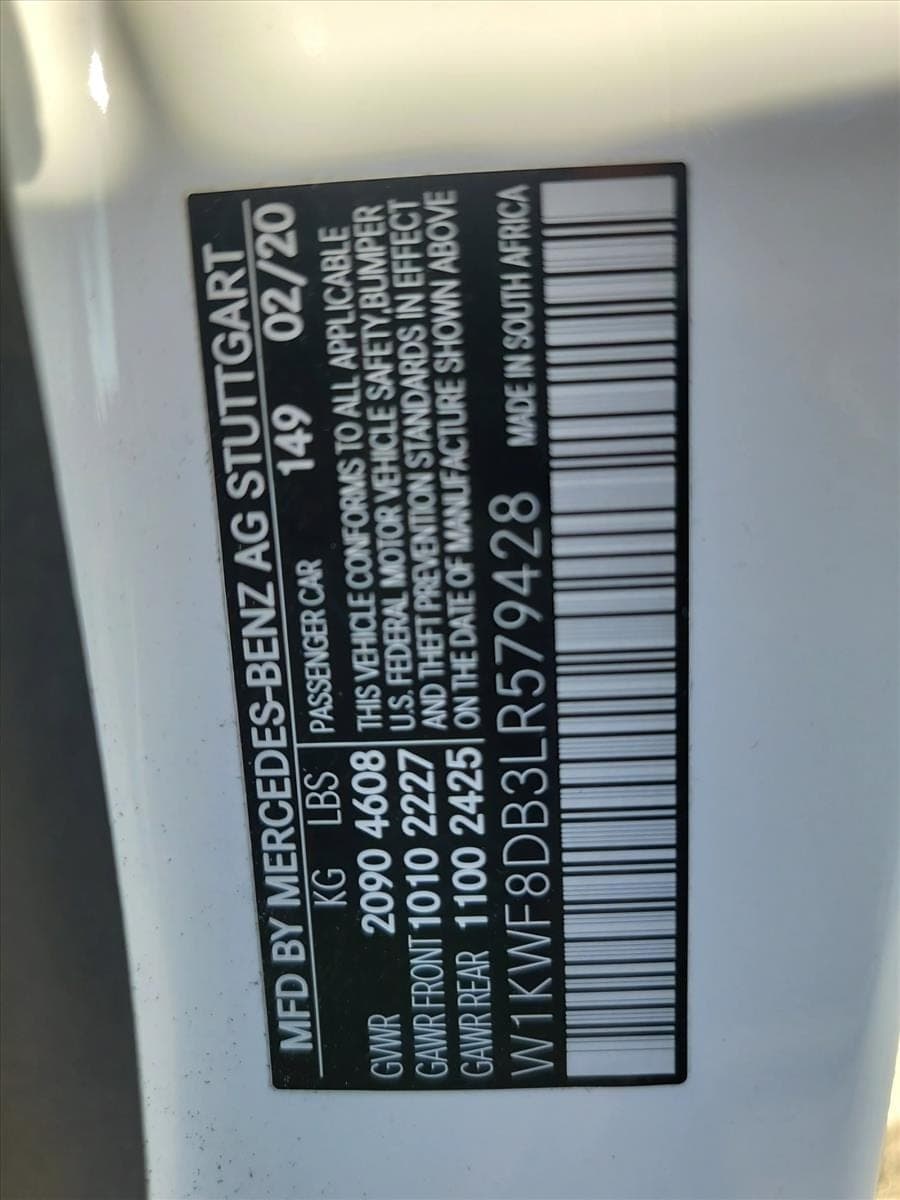 MFD BY MERCEDES-BENZ AG STUTTGART
KG LBS 149 02/20
PASSENGER CAR
GVWR 2090 4608
GAWR FRONT 1010 2227
GAWR REAR 1100 2425
THIS VEHICLE CONFORMS TO ALL APPLICABLE
U.S. FEDERAL MOTOR VEHICLE SAFETY,BUMPER
AND THEFT PREVENTION STANDARDS IN EFFECT
ON THE DATE OF MANUFACTURE SHOWN ABOVE
W1KWF8DB3LR579428 MADE IN SOUTH AFRICA